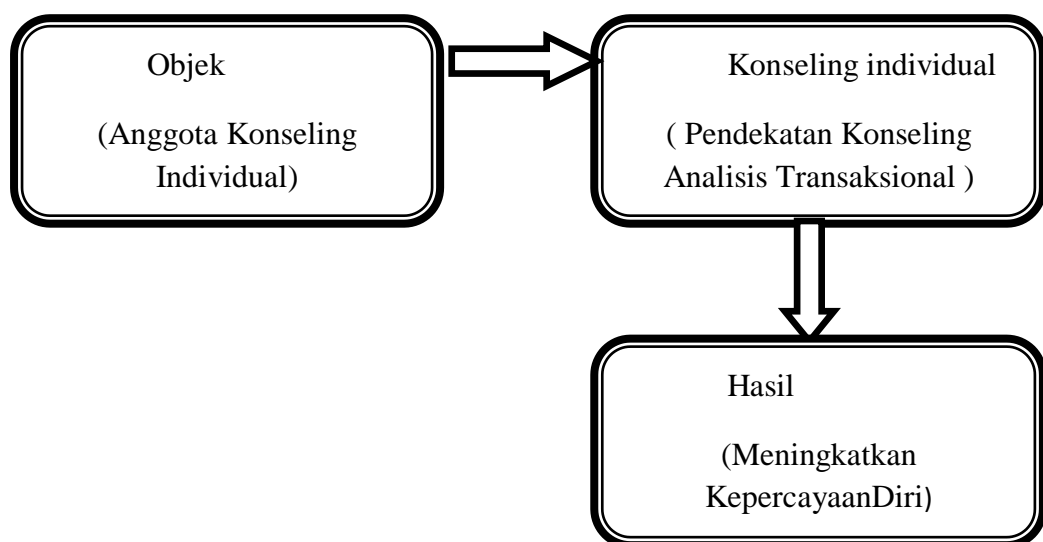 Objek
(Anggota Konseling
Individual)
Konseling individual
( Pendekatan Konseling
Analisis Transaksional )
Hasil
(Meningkatkan
KepercayaanDiri)